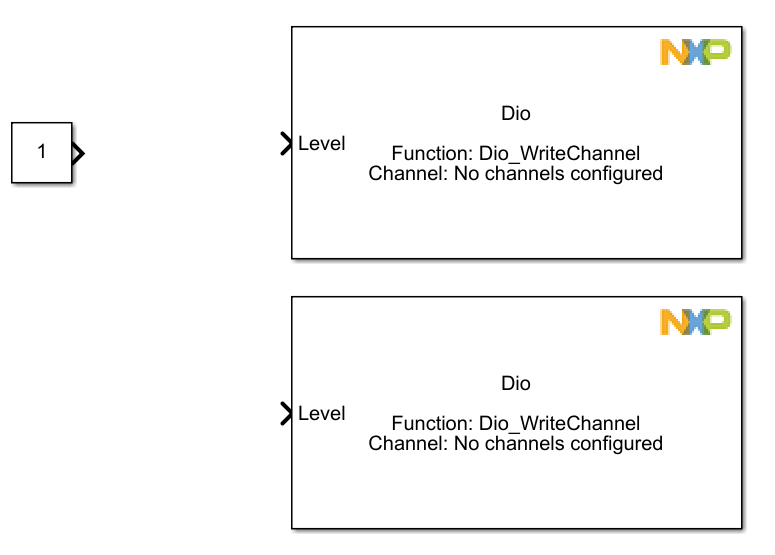 NXP
Dio
1
Level
Function: Dio_WriteChannel
Channel: No channels configured
NXP
Dio
Level
Function: Dio_WriteChannel
Channel: No channels configured